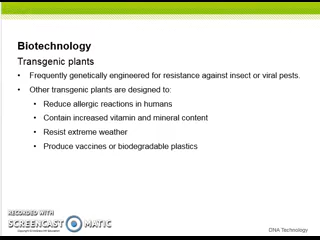 Biotechnology
Transgenic plants
• Frequently genetically engineered for resistance against insect or viral pests.
• Other transgenic plants are designed to:
• Reduce allergic reactions in humans
• Contain increased vitamin and mineral content
• Resist extreme weather
• Produce vaccines or biodegradable plastics
RECORDED WITH
SCREENCAST MATIC
DNA Technology